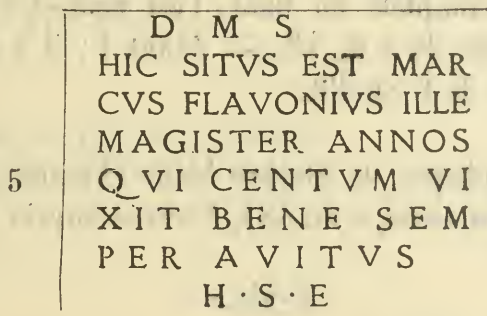 D M S
HIC SITVS EST MAR
CVS FLAVONIVS ILLE
MAGISTER ANNOS
5 QVI CENTVM VI
XIT BENE SEM
PER AVITVS
H·S·E